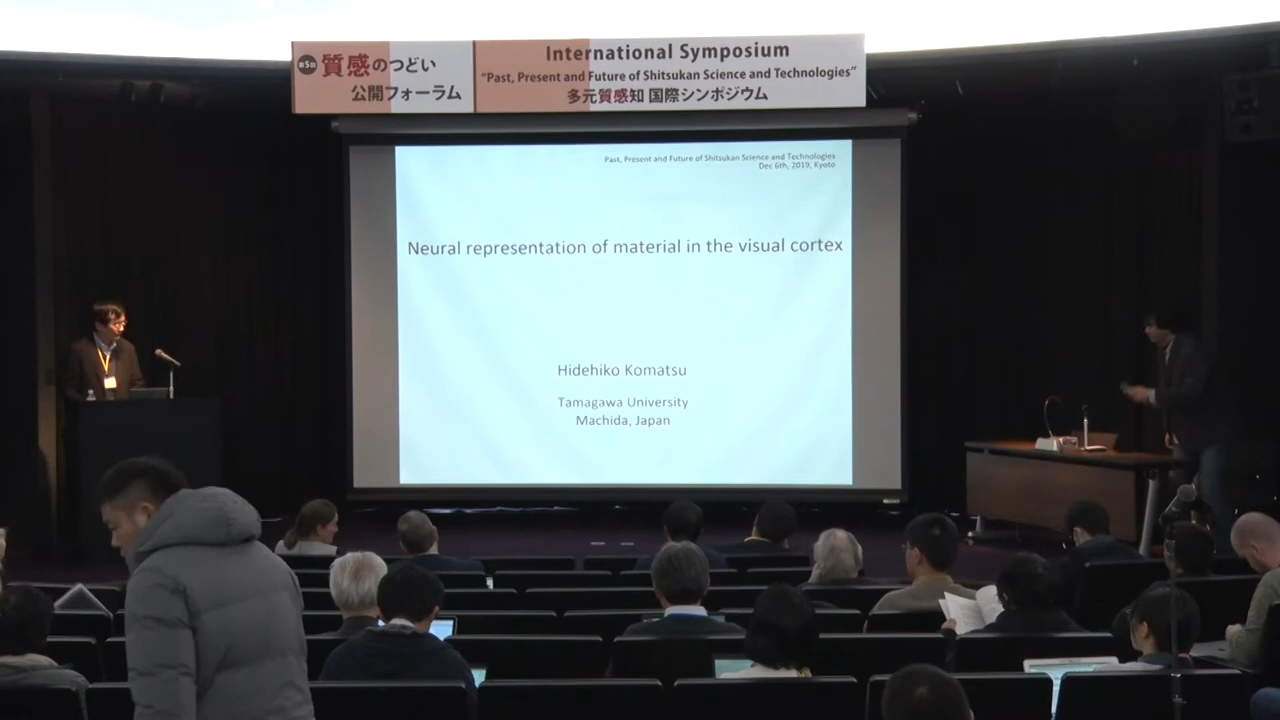 第5回 質感のつどい
公開フォーラム
International Symposium
"Past, Present and Future of Shitsukan Science and Technologies"
多元質感知 国際シンポジウム
Past, Present and Future of Shitsukan Science and Technologies
Dec 6th, 2019, Kyoto
Neural representation of material in the visual cortex
Hidehiko Komatsu
Tamagawa University
Machida, Japan